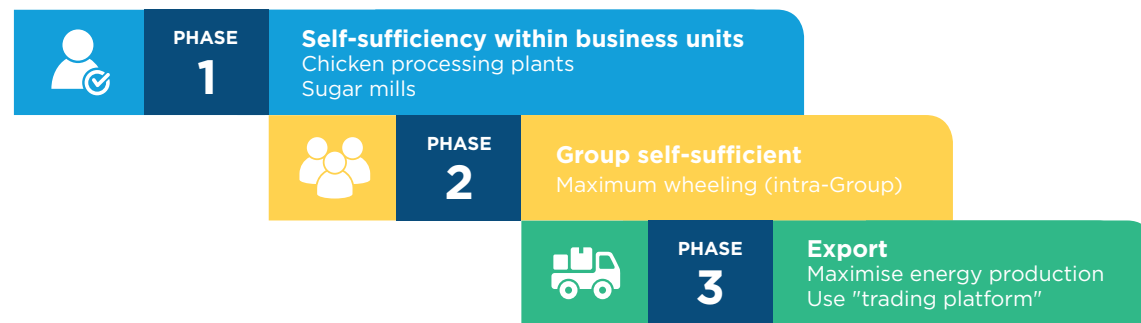 PHASE
1
Self-sufficiency within business units
Chicken processing plants
Sugar mills
PHASE
2
Group self-sufficient
Maximum wheeling (intra-Group)
PHASE
3
Export
Maximise energy production
Use "trading platform"